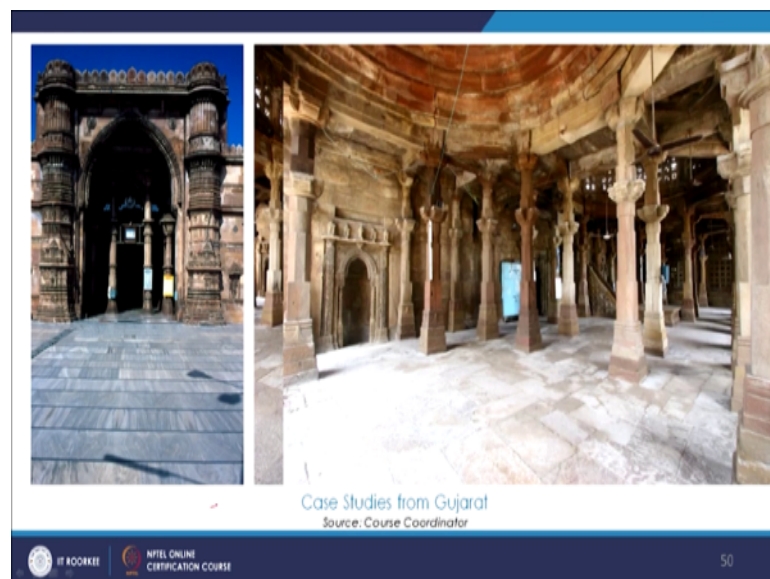 Case Studies from Gujarat
Source: Course Coordinator
IIT ROORKEE
NPTEL ONLINE
CERTIFICATION COURSE
50